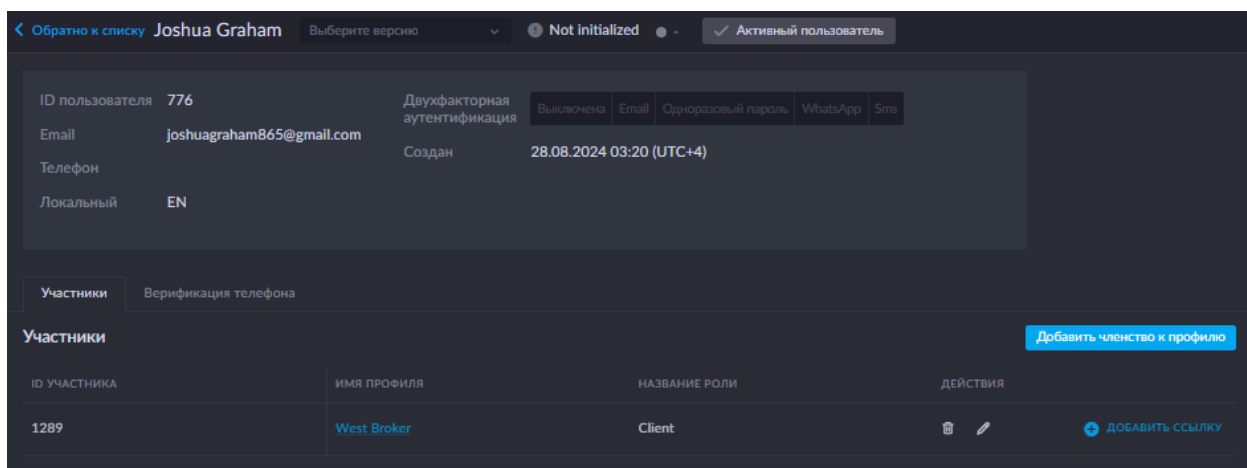 Обратно к списку Joshua Graham Выберите версию Not initialized - Активный пользователь
ID пользователя 776
Email joshuagraham865@gmail.com
Телефон
Локальный EN
Двухфакторная аутентификация Выключена Email Одноразовый пароль WhatsApp Sms
Создан 28.08.2024 03:20 (UTC+4)
Участники Верификация телефона
Участники Добавить членство к профилю
ID УЧАСТНИКА ИМЯ ПРОФИЛЯ НАЗВАНИЕ РОЛИ ДЕЙСТВИЯ
1289 West Broker Client ДОБАВИТЬ ССЫЛКУ